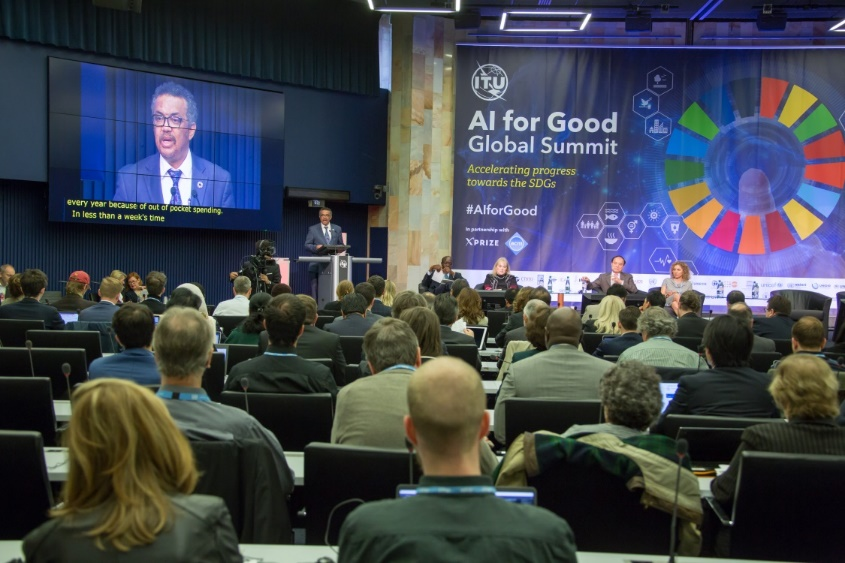 every year because of out of pocket spending.
In less than a week's time
ITU
AI for Good
Global Summit
Accelerating progress
towards the SDGs
#AIforGood
In partnership with
XPRIZE